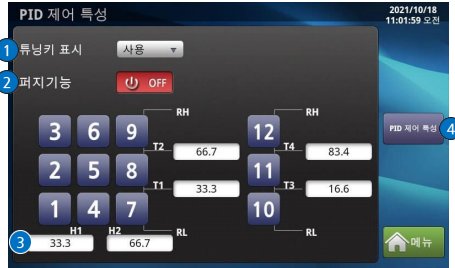 PID 제어 특성
2021/10/18
11:01:59 오전
1 튜닝키 표시 사용
2 퍼지기능 OFF
RH RH
3 6 9 12
T2 66.7 T4 83.4
2 5 8 11
T1 33.3 T3 16.6
1 4 7 10
H1 H2 RL RL
3 33.3 66.7
PID 제어 특성 4
메뉴